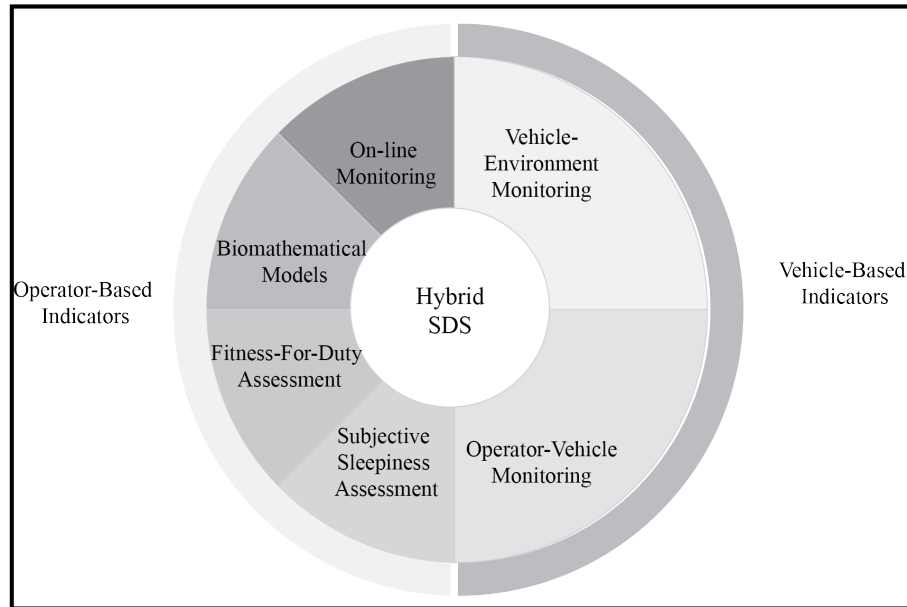 On-line
Monitoring
Vehicle-
Environment
Monitoring
Biomathematical
Models
Operator-Based
Indicators
Hybrid
SDS
Vehicle-Based
Indicators
Fitness-For-Duty
Assessment
Subjective
Sleepiness
Assessment
Operator-Vehicle
Monitoring